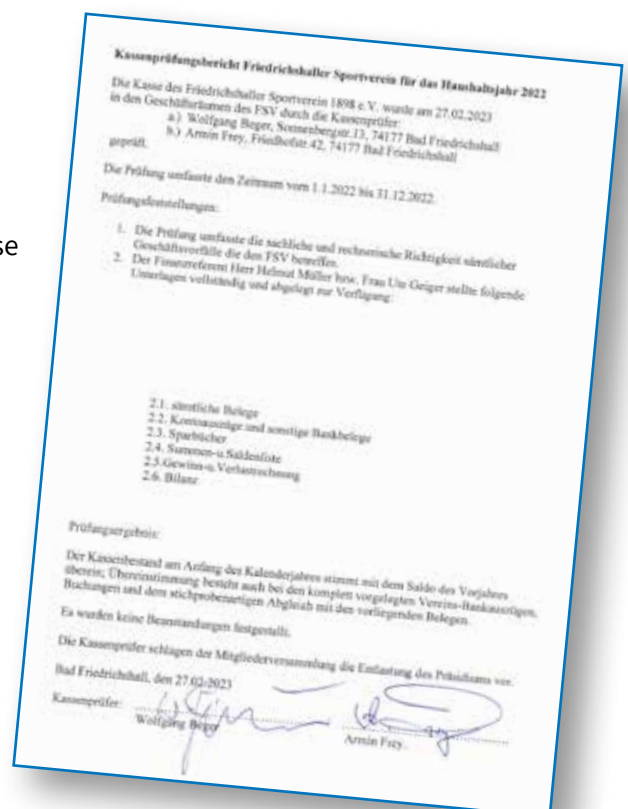 se
Kassenprüfungsbericht Friedrichshaller Sportverein für das Haushaltsjahr 2022
Die Kasse des Friedrichshaller Sportverein 1898 e.V. wurde am 27.02.2023
in den Geschäftsräumen des FSV durch die Kassenprüfer:
a.) Wolfgang Beger, Sonnenbergstr.13, 74177 Bad Friedrichshall
b.) Armin Frey, Friedhofstr.42, 74177 Bad Friedrichshall
geprüft.
Die Prüfung umfasste den Zeitraum vom 1.1.2022 bis 31.12.2022.
Prüfungsfeststellungen:
1. Die Prüfung umfasste die sachliche und rechnerische Richtigkeit sämtlicher
Geschäftsvorfälle die den FSV betreffen.
2. Der Finanzreferent Herr Helmut Müller bzw. Frau Ute Geiger stellte folgende
Unterlagen vollständig und abgelegt zur Verfügung:
2.1. sämtliche Belege
2.2. Kontoauszüge und sonstige Bankbelege
2.3. Sparbücher
2.4. Summen-u.Saldenliste
2.5.Gewinn-u.Verlustrechnung
2.6. Bilanz
Prüfungsergebnis:
Der Kassenbestand am Anfang des Kalenderjahres stimmt mit dem Saldo des Vorjahres
überein; Übereinstimmung besteht auch bei den komplett vorgelegten Vereins-Bankauszügen,
Buchungen und dem stichprobenartigen Abgleich mit den vorliegenden Belegen.
Es wurden keine Beanstandungen festgestellt.
Die Kassenprüfer schlagen der Mitgliederversammlung die Entlastung des Präsidiums vor.
Bad Friedrichshall, den 27.02.2023
Kassenprüfer:
Wolfgang Beger Armin Frey